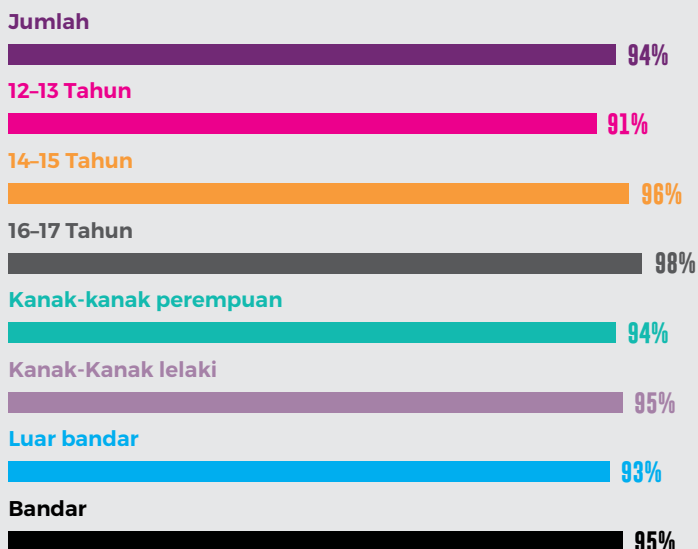 Jumlah
94%
12–13 Tahun
91%
14–15 Tahun
96%
16–17 Tahun
98%
Kanak-kanak perempuan
94%
Kanak-Kanak lelaki
95%
Luar bandar
93%
Bandar
95%